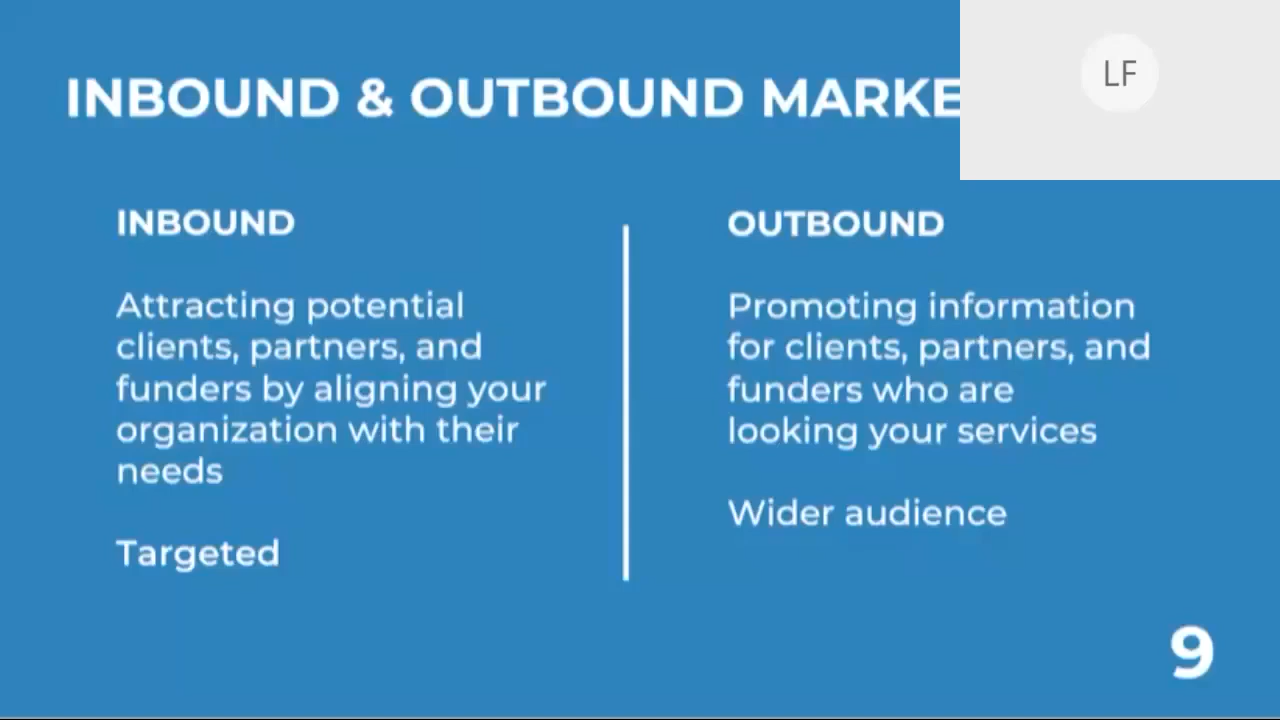 INBOUND & OUTBOUND MARKE
LF
INBOUND
Attracting potential
clients, partners, and
funders by aligning your
organization with their
needs
Targeted
OUTBOUND
Promoting information
for clients, partners, and
funders who are
looking your services
Wider audience
9